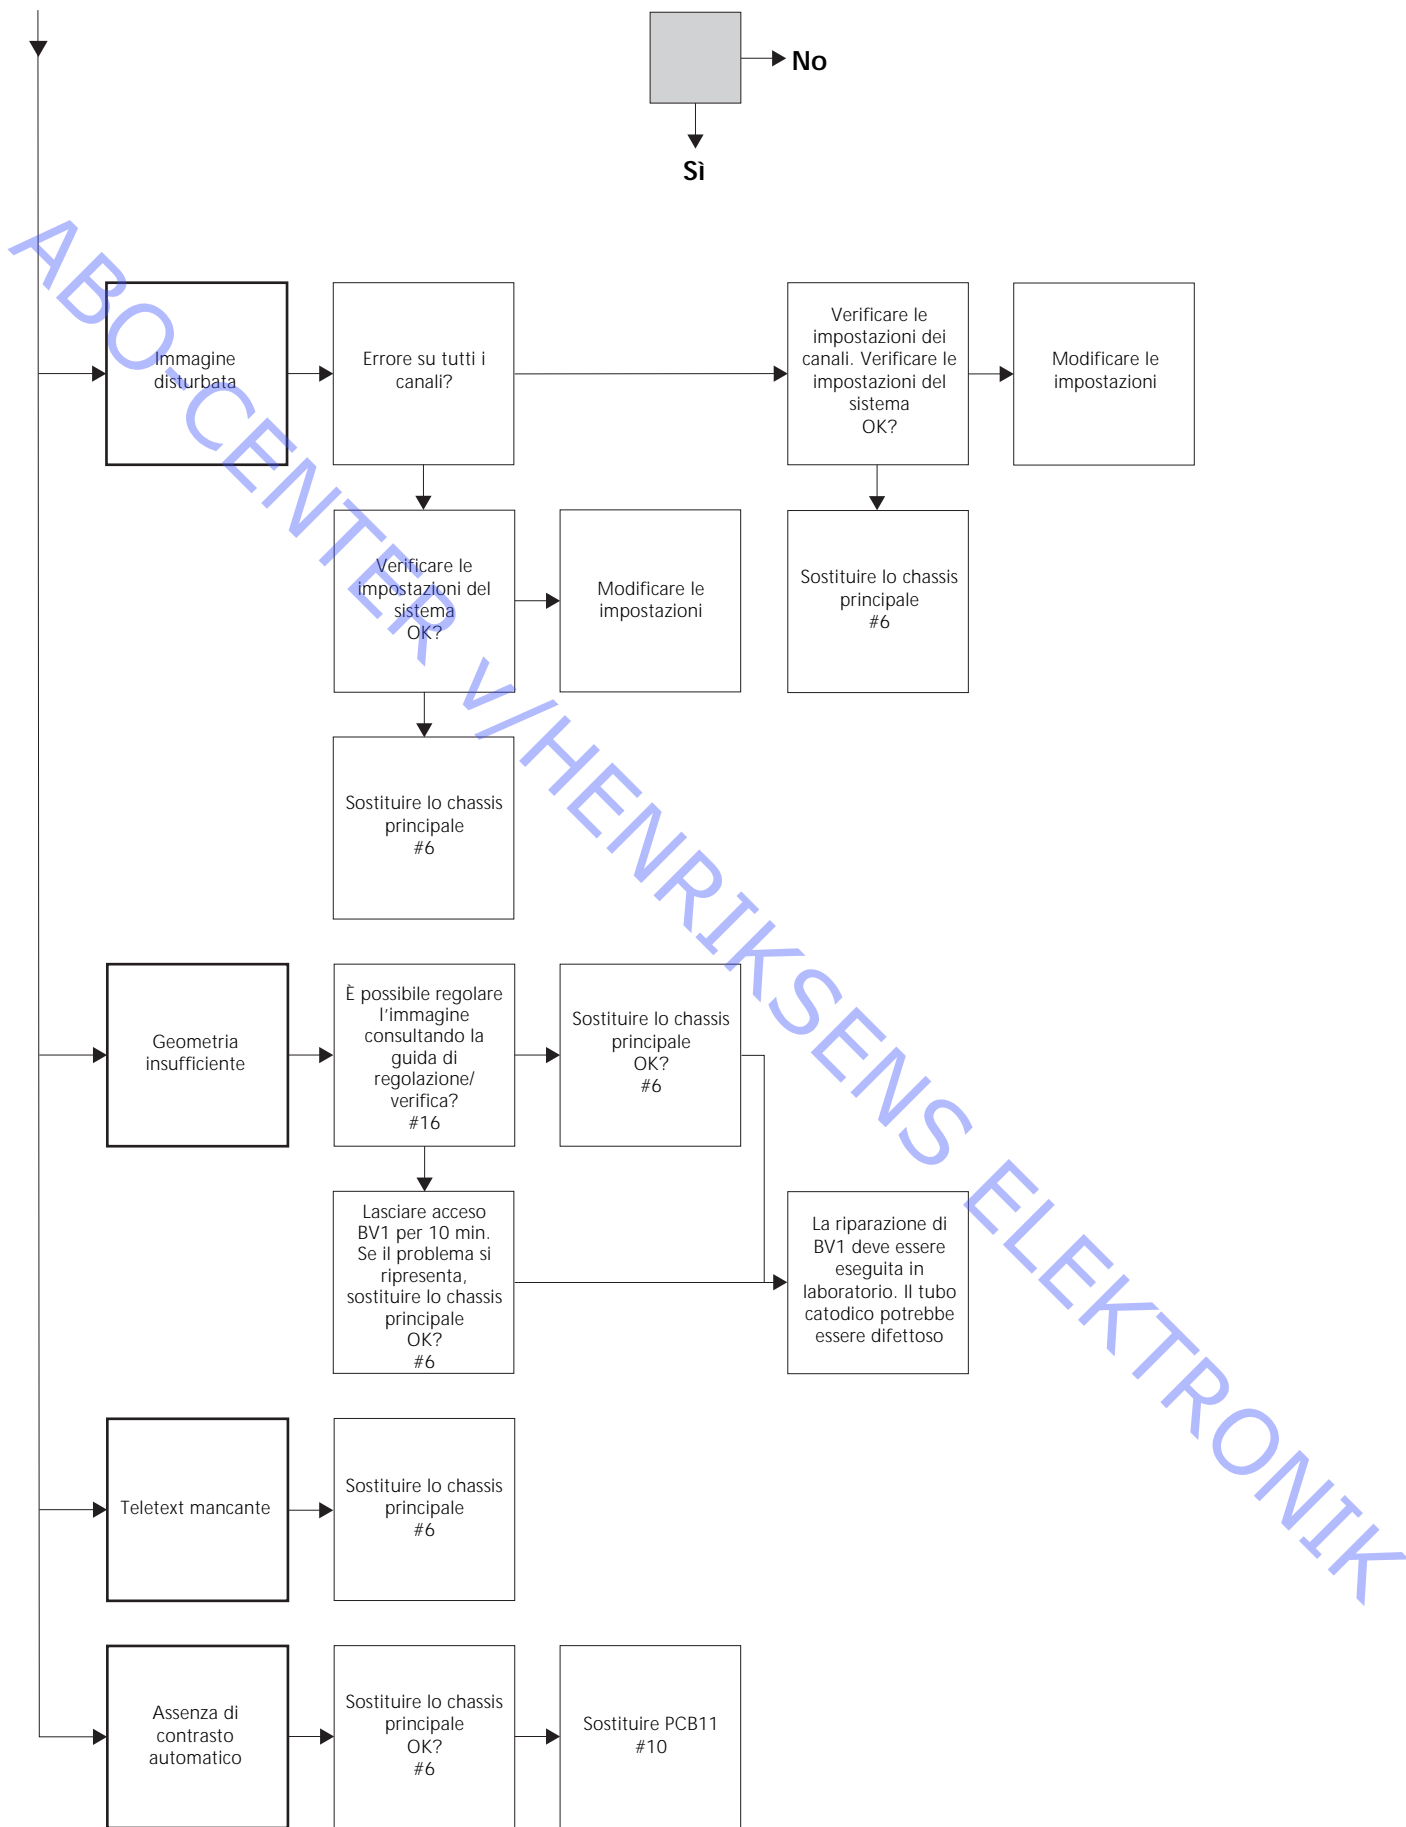 No
Sì
ABO-CENTER v/HENRIKSENS ELEKTRONIK
Immagine
disturbata
Errore su tutti i
canali?
Verificare le
impostazioni dei
canali. Verificare le
impostazioni del
sistema
OK?
Modificare le
impostazioni
Verificare le
impostazioni del
sistema
OK?
Modificare le
impostazioni
Sostituire lo chassis
principale
#6
Sostituire lo chassis
principale
#6
Geometria
insufficiente
È possibile regolare
l'immagine
consultando la
guida di
regolazione/
verifica?
#16
Sostituire lo chassis
principale
OK?
#6
Lasciare acceso
BV1 per 10 min.
Se il problema si
ripresenta,
sostituire lo chassis
principale
OK?
#6
La riparazione di
BV1 deve essere
eseguita in
laboratorio. Il tubo
catodico potrebbe
essere difettoso
Teletext mancante
Sostituire lo chassis
principale
#6
Assenza di
contrasto
automatico
Sostituire lo chassis
principale
OK?
#6
Sostituire PCB11
#10